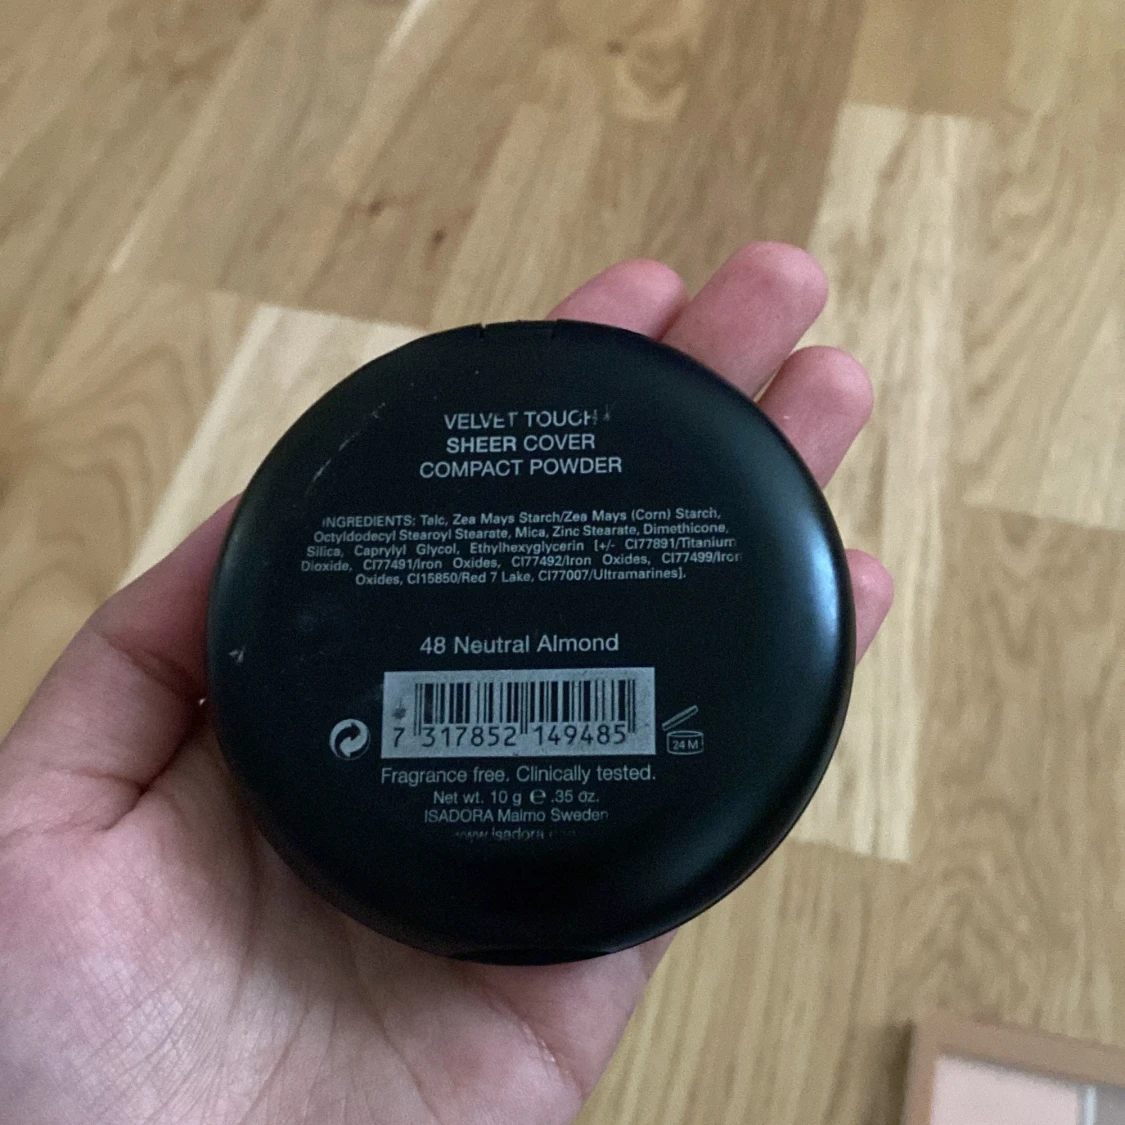 VELVET TOUCH
SHEER COVER
COMPACT POWDER
INGREDIENTS: Talc, Zea Mays Starch/Zea Mays (Corn) Starch,
Octyldodecyl Stearoyl Stearate, Mica, Zinc Stearate, Dimethicone,
Silica, Caprylyl Glycol, Ethylhexyglycerin [+/- CI77891/Titanium
Dioxide, CI77491/Iron Oxides, CI77492/Iron Oxides, CI77499/Iron
Oxides, CI15850/Red 7 Lake, CI77007/Ultramarines].
48 Neutral Almond
7 317852 149485
24 M
Fragrance free. Clinically tested.
Net wt. 10 g ℮ .35 oz.
ISADORA Malmo Sweden